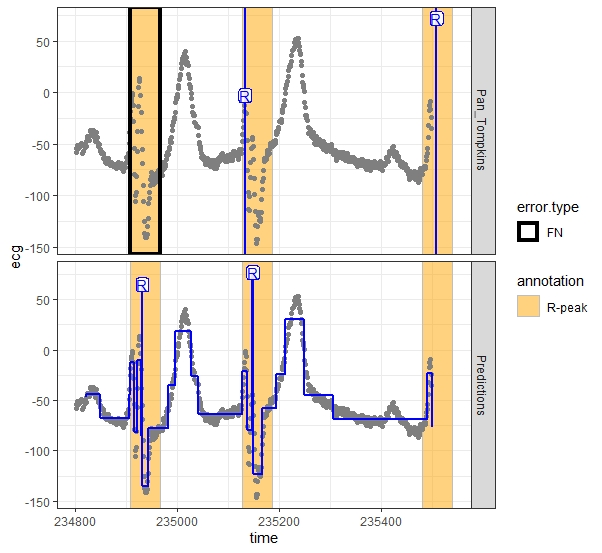 50
0
-50
-100
-150
R
R
Pan_Tompkins
ecg
50
0
-50
-100
-150
R
R
Predictions
234800
235000
235200
235400
time
error.type
FN
annotation
R-peak